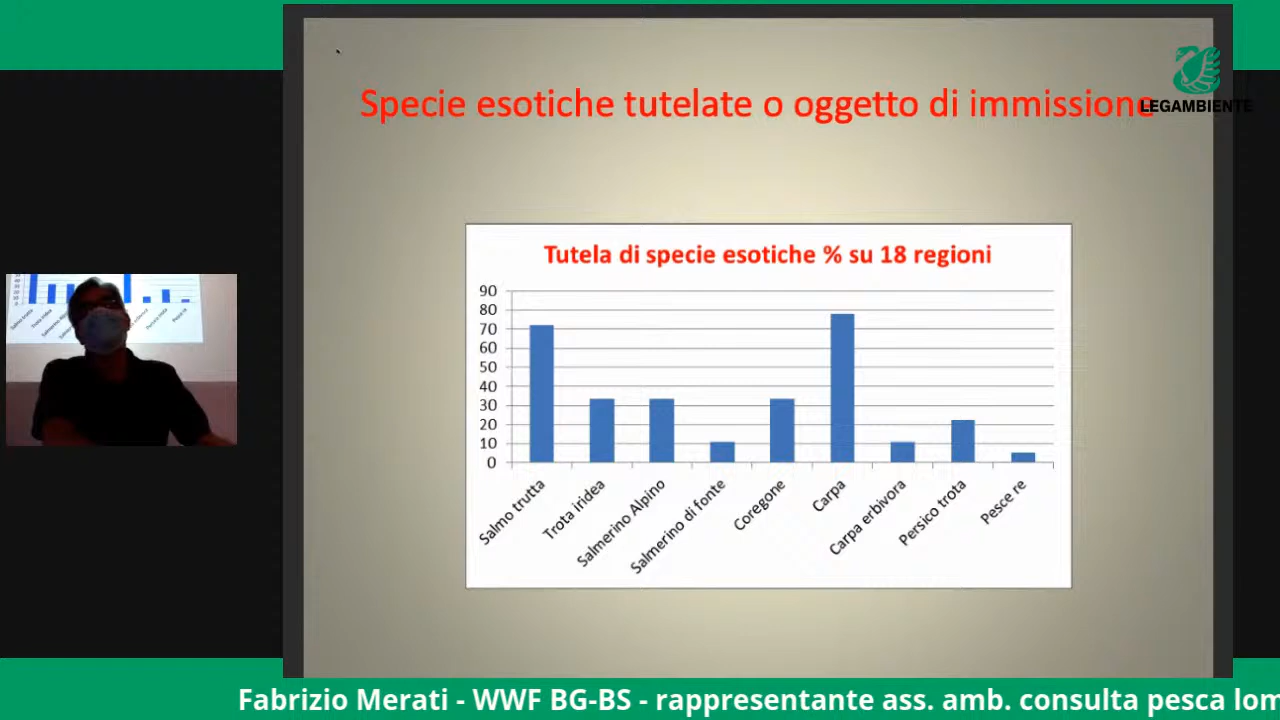 Specie esotiche tutelate o oggetto di immissione
LEGAMBIENTE
Tutela di specie esotiche % su 18 regioni
90
80
70
60
50
40
30
20
10
0
Salmo trutta
Trota iridea
Salmerino Alpino
Salmerino di fonte
Coregone
Carpa
Carpa erbivora
Persico trota
Pesce re
Fabrizio Merati - WWF BG-BS - rappresentante ass. amb. consulta pesca lom